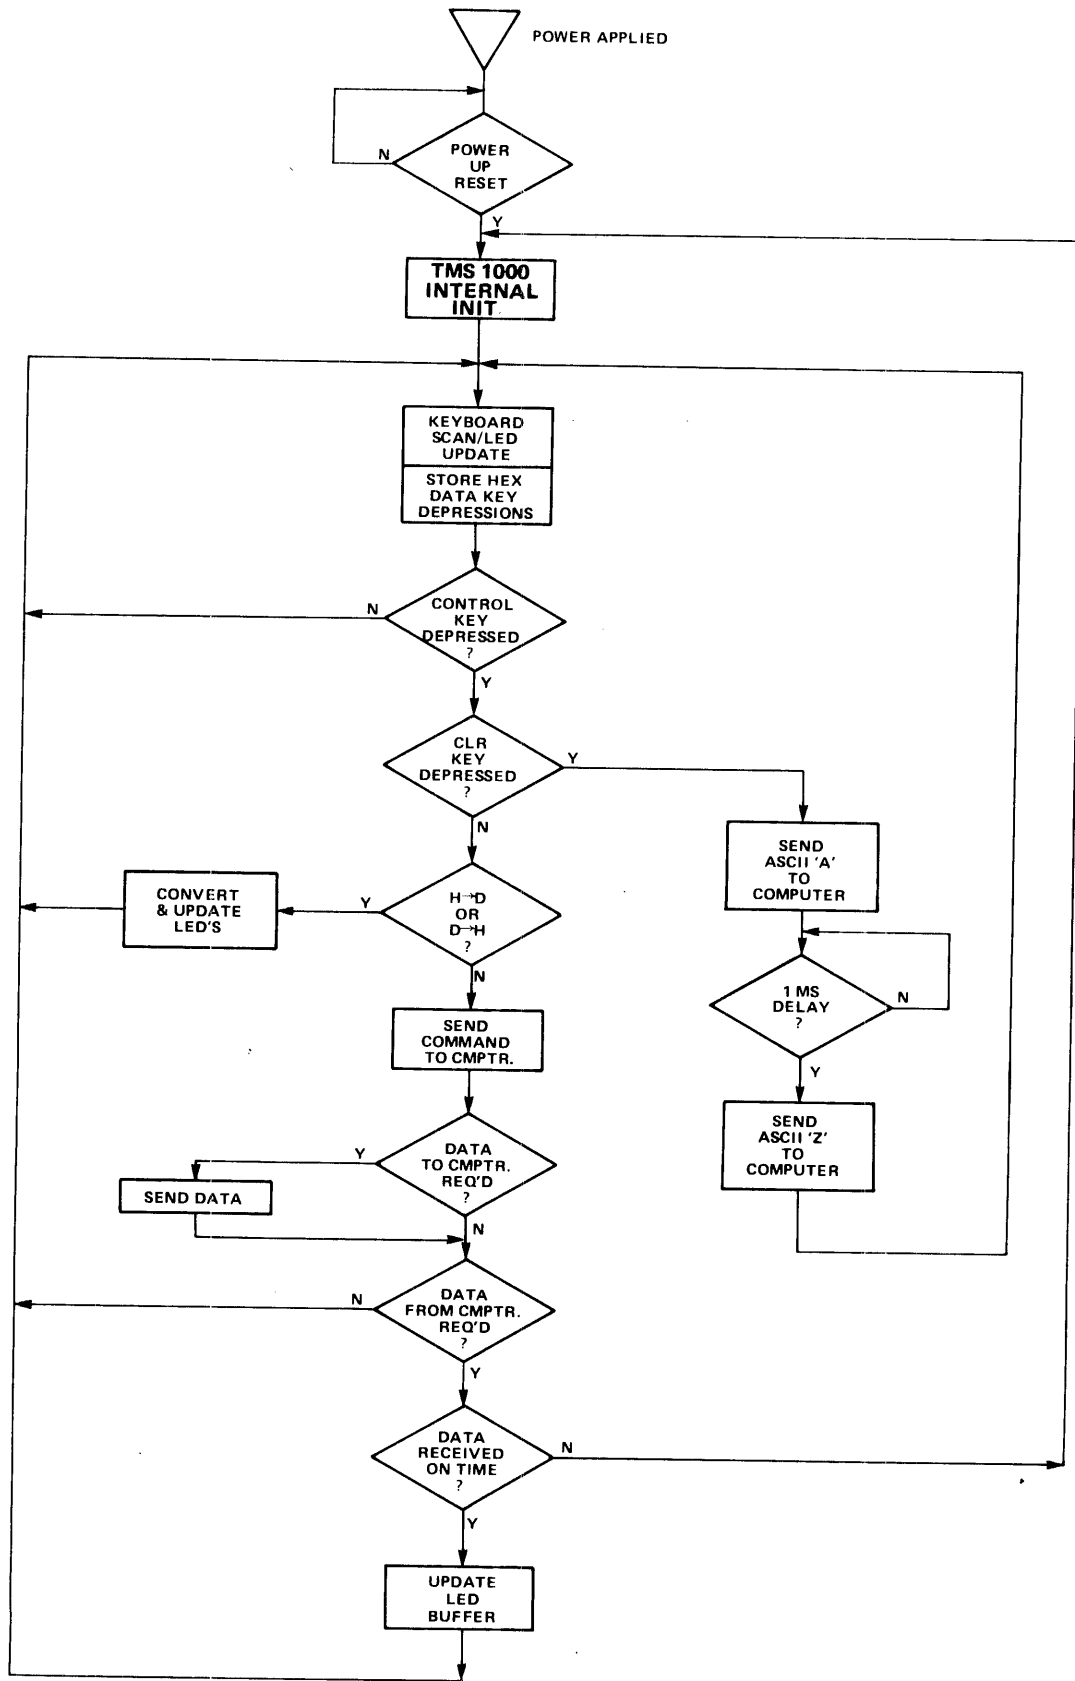 POWER APPLIED
POWER
UP
RESET
N
Y
TMS 1000
INTERNAL
INIT
KEYBOARD
SCAN/LED
UPDATE
STORE HEX
DATA KEY
DEPRESSIONS
CONTROL
KEY
DEPRESSED
?
N
Y
CLR
KEY
DEPRESSED
?
Y
N
SEND
ASCII 'A'
TO
COMPUTER
H→D
OR
D→H
?
Y
N
CONVERT
& UPDATE
LED'S
1 MS
DELAY
?
N
Y
SEND
COMMAND
TO CMPTR.
SEND
ASCII 'Z'
TO
COMPUTER
DATA
TO CMPTR.
REQ'D
?
Y
N
SEND DATA
DATA
FROM CMPTR.
REQ'D
?
N
Y
DATA
RECEIVED
ON TIME
?
N
Y
UPDATE
LED
BUFFER